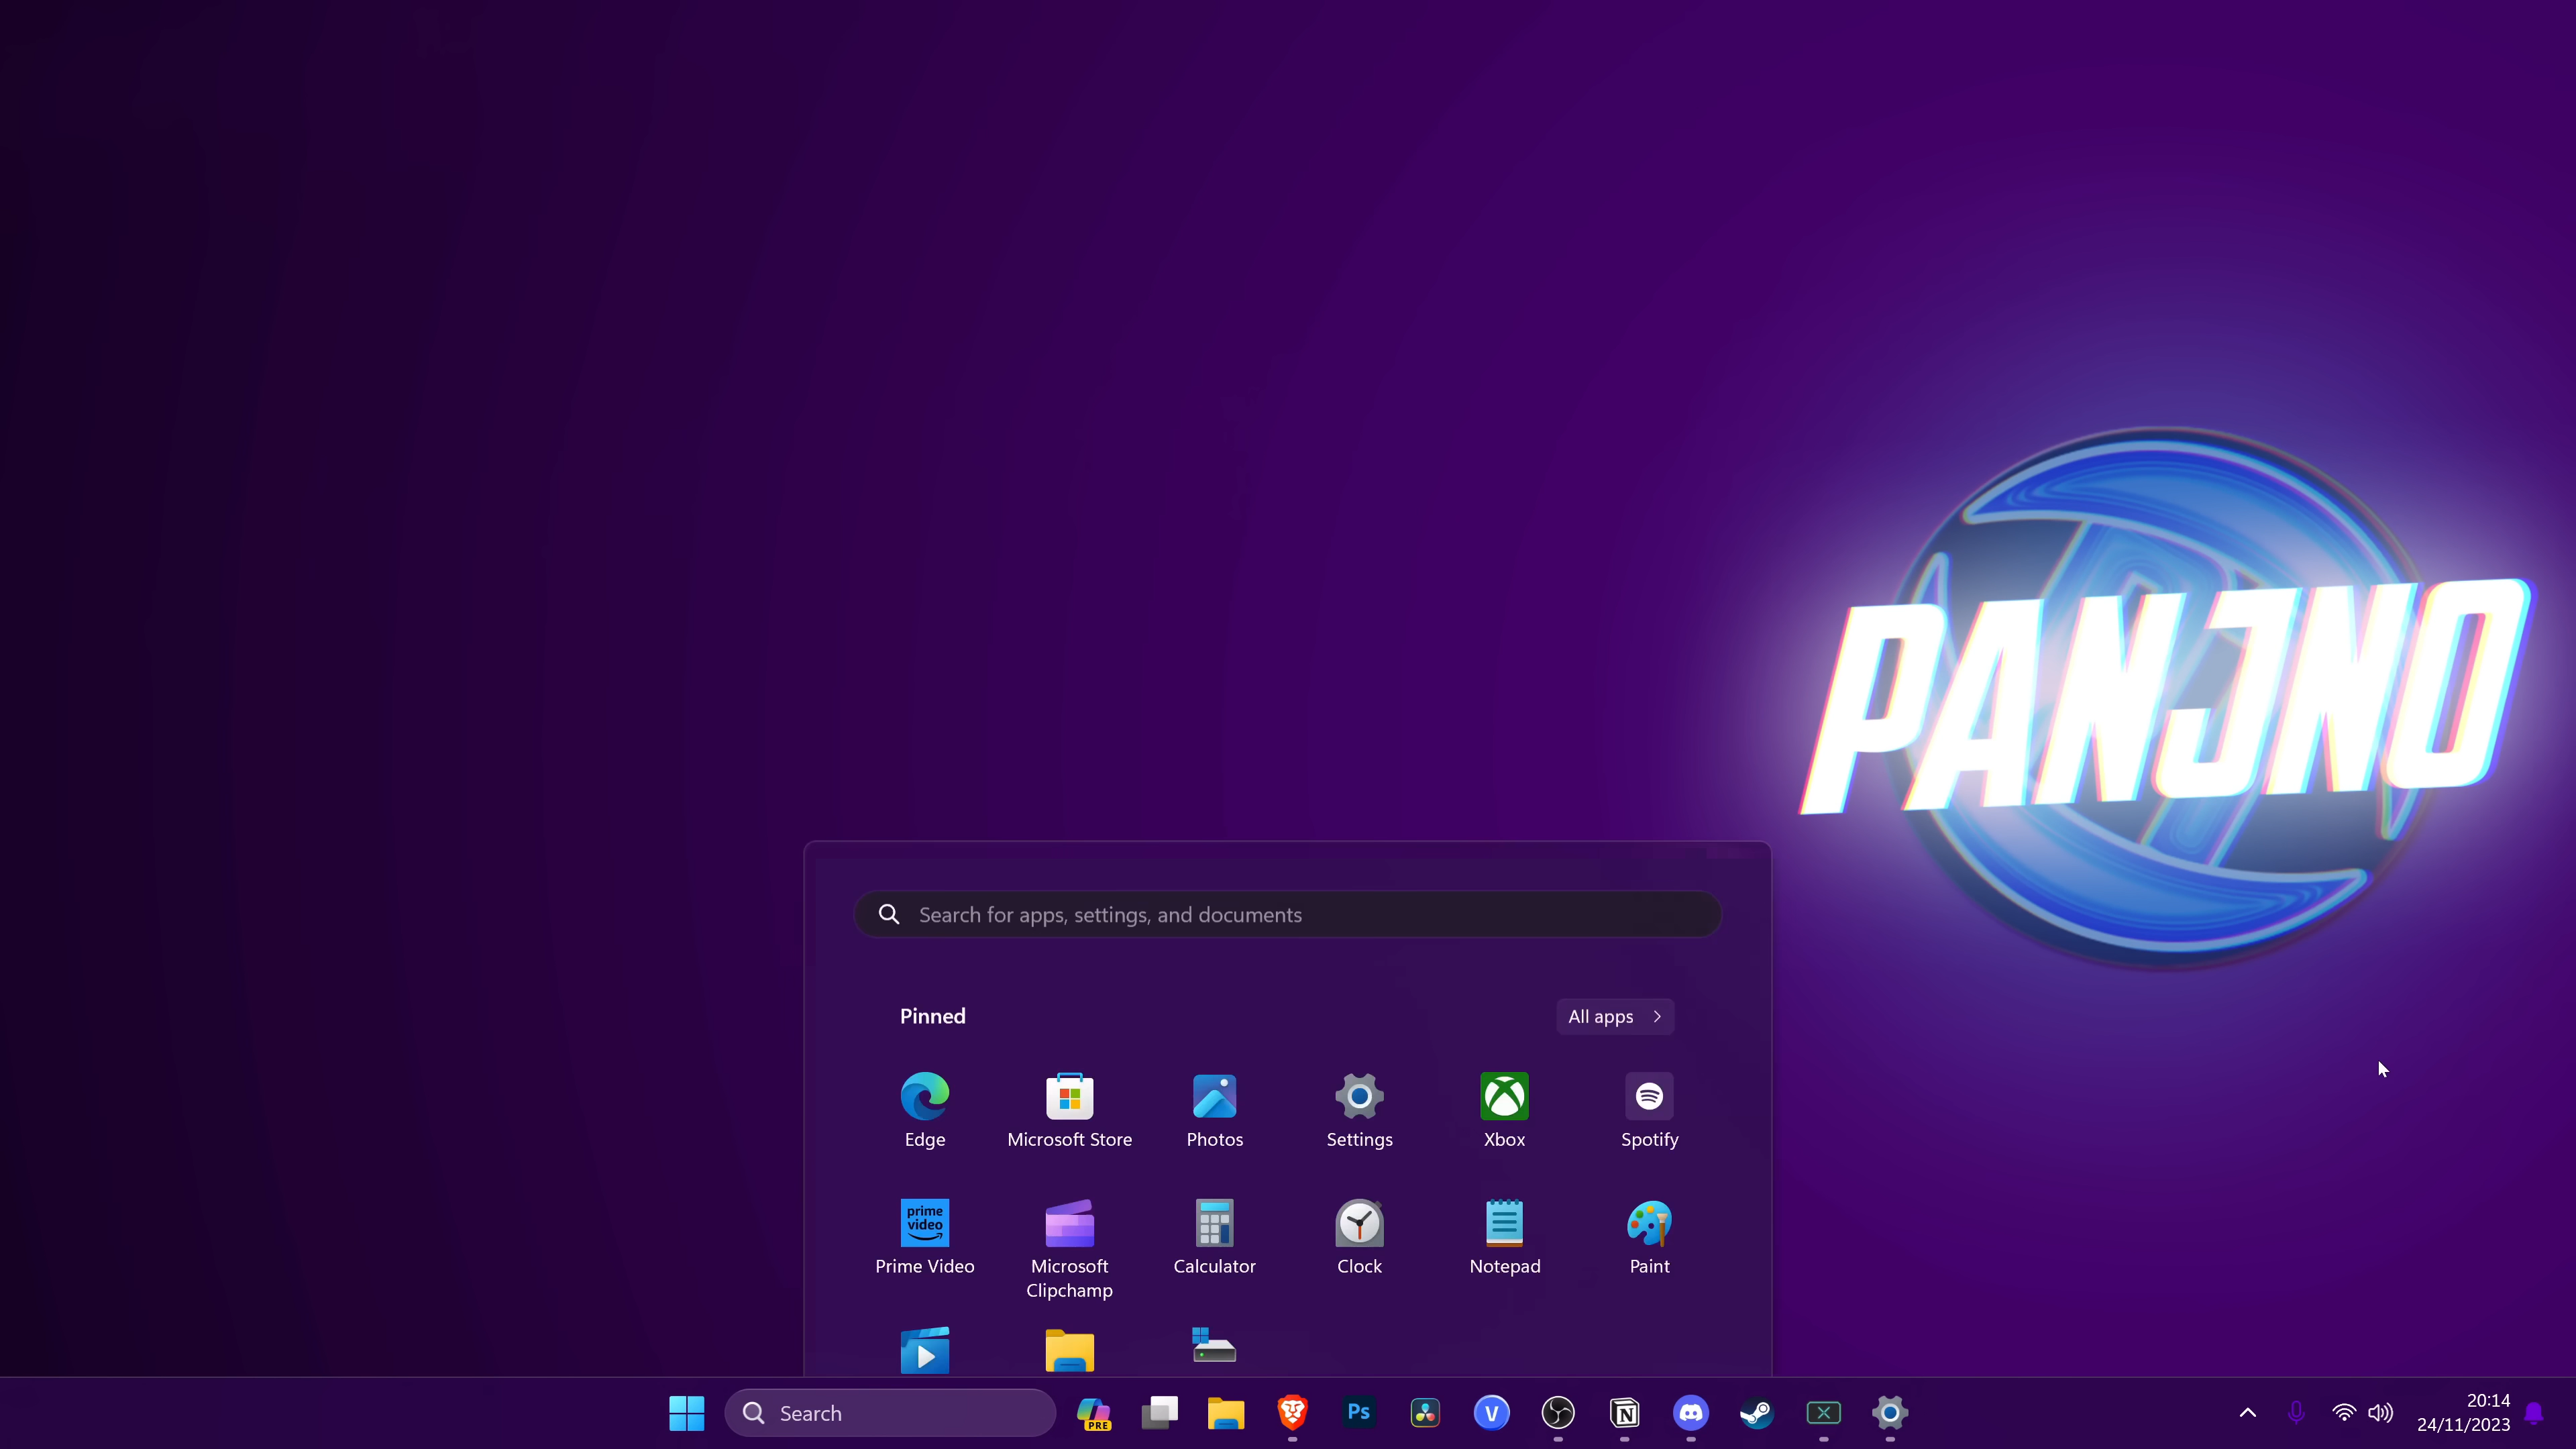 PANJNO
Search for apps, settings, and documents
Pinned
All apps
Edge
Microsoft Store
Photos
Settings
Xbox
Spotify
prime
video
Prime Video
Microsoft
Clipchamp
Calculator
Clock
Notepad
Paint
Search
PRE
Ps
V
N
20:14
24/11/2023